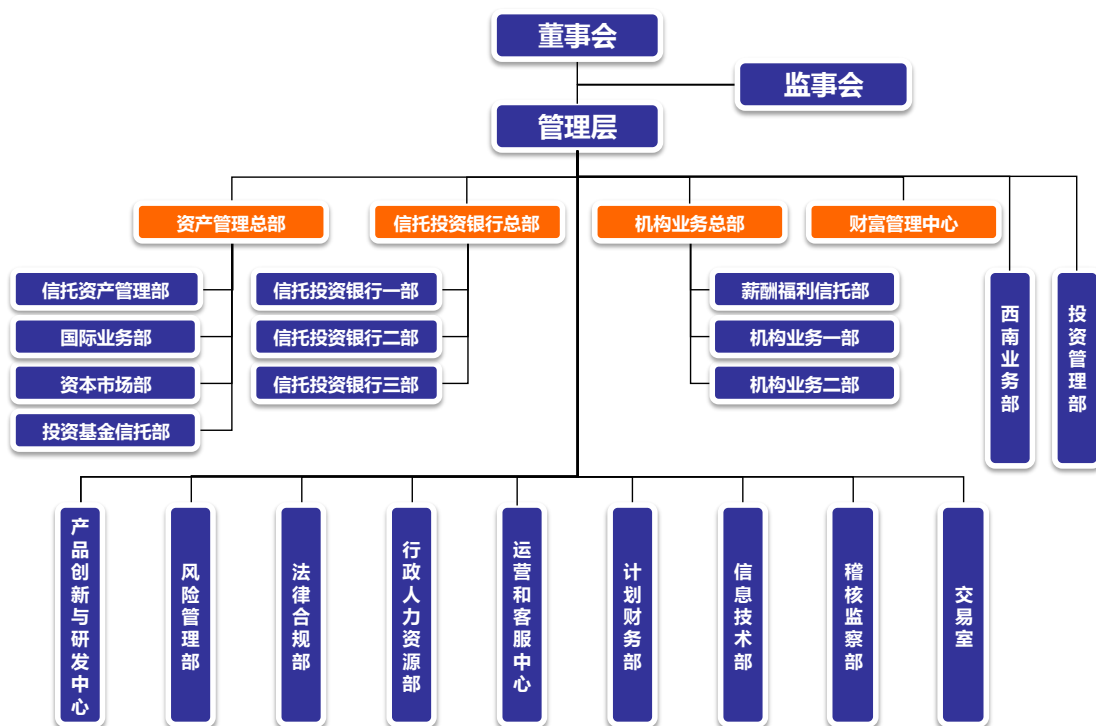 董事会
监事会
管理层
资产管理总部
信托投资银行总部
机构业务总部
财富管理中心
信托资产管理部
国际业务部
资本市场部
投资基金信托部
信托投资银行一部
信托投资银行二部
信托投资银行三部
薪酬福利信托部
机构业务一部
机构业务二部
西南业务部
投资管理部
产品创新与研发中心
风险管理部
法律合规部
行政人力资源部
运营和客服中心
计划财务部
信息技术部
稽核监察部
交易室